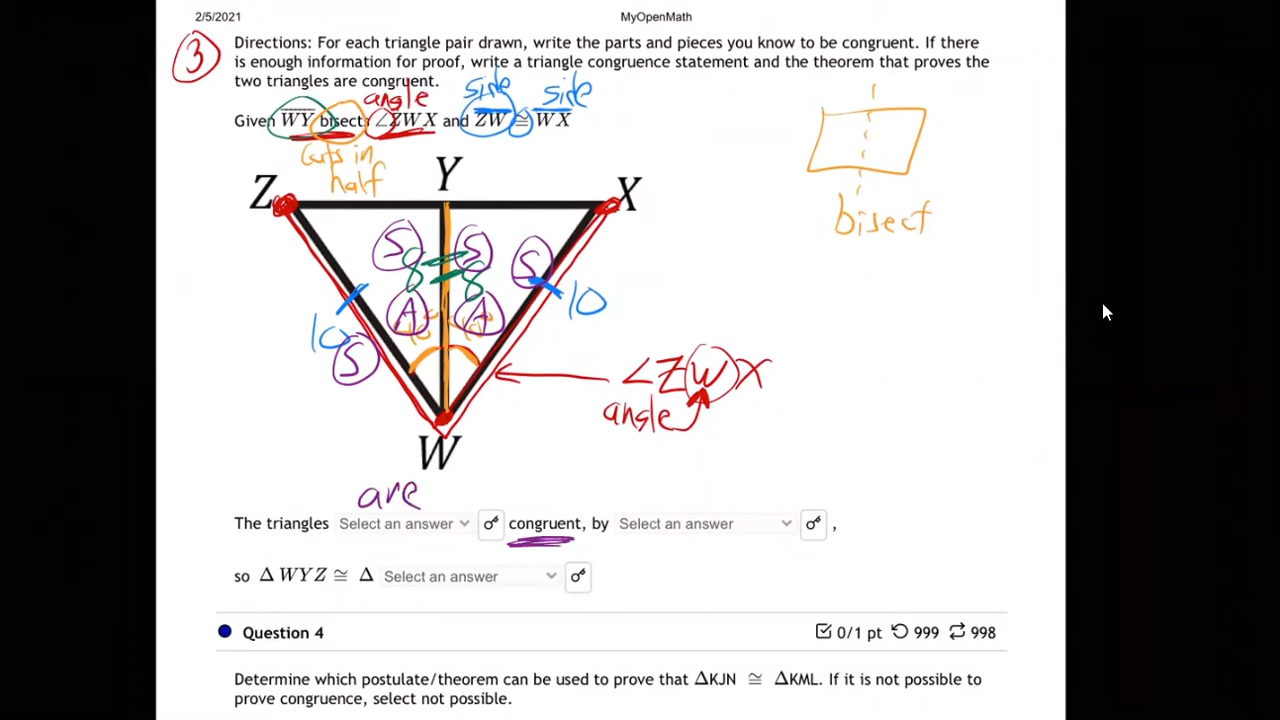 2/5/2021 MyOpenMath
3 Directions: For each triangle pair drawn, write the parts and pieces you know to be congruent. If there
is enough information for proof, write a triangle congruence statement and the theorem that proves the
two triangles are congruent.
angle side side
Given WY bisects ∠ZWX and ZW ≅ WX
cuts in
half
bisect
Z Y X
S S S
8 8
10 A A 10
S
∠ZWX
angle
W
are
The triangles Select an answer congruent, by Select an answer ,
so Δ WYZ ≅ Δ Select an answer
Question 4 0/1 pt 999 998
Determine which postulate/theorem can be used to prove that ΔKJN ≅ ΔKML. If it is not possible to
prove congruence, select not possible.